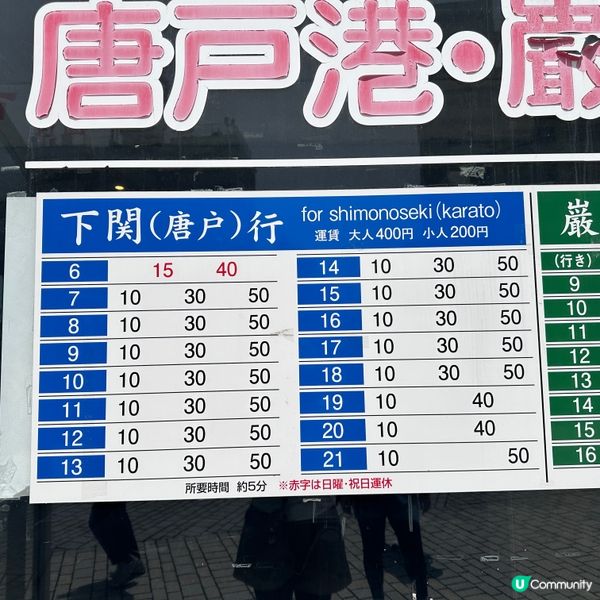 唐戸港・巌
下関(唐戸)行 for shimonoseki(karato)
運賃 大人400円 小人200円
6 15 40
7 10 30 50
8 10 30 50
9 10 30 50
10 10 30 50
11 10 30 50
12 10 30 50
13 10 30 50
14 10 30 50
15 10 30 50
16 10 30 50
17 10 30 50
18 10 30 50
19 10 40
20 10 40
21 10 50
所要時間 約5分 ※赤字は日曜・祝日運休
巌
(行き)
9
10
11
12
13
14
15
16
U Community